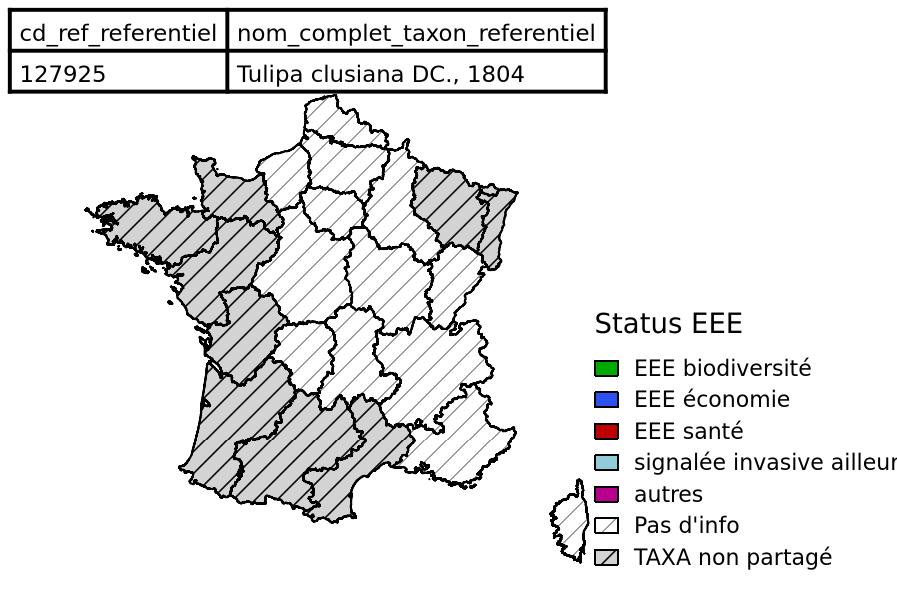 cd_ref_referentiel nom_complet_taxon_referentiel
127925 Tulipa clusiana DC., 1804
Status EEE
EEE biodiversité
EEE économie
EEE santé
signalée invasive ailleur
autres
Pas d'info
TAXA non partagé